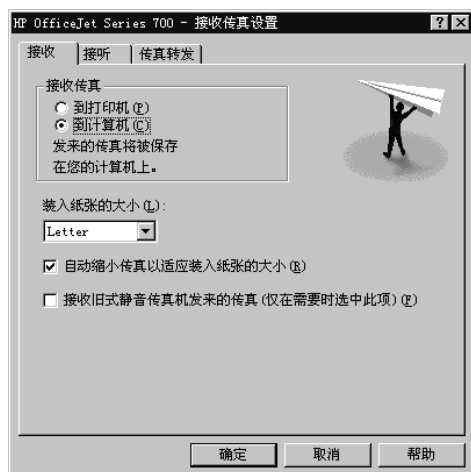 HP OfficeJet Series 700 - 接收传真设置
接收 接听 传真转发
接收传真
到打印机(P)
到计算机(C)
发来的传真将被保存
在您的计算机上。
装入纸张的大小(L):
Letter
自动缩小传真以适应装入纸张的大小(R)
接收旧式静音传真机发来的传真(仅在需要时选中此项)(F)
确定 取消 帮助